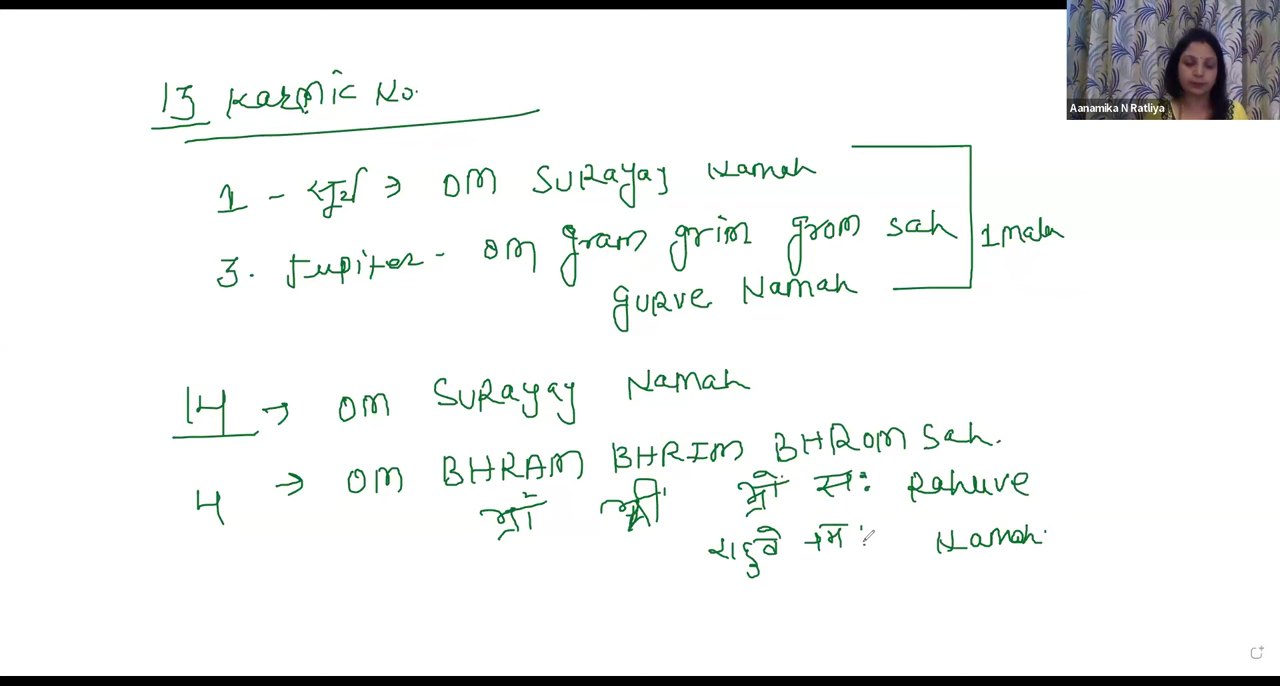 Aanamika N Ratliya
13 Karmic No.
1 - सूर्य → OM SURAYAY Namah
3. Jupiter - OM gram grim grom sah
1 mala
gURVE NAMAH
14 → OM SURAYAY NAMAH
4 → OM BHRAM BHRIM BHROM Sah.
भ्रां भ्रीं भ्रौं सः Rahuve
राहुवे नमः Namah.